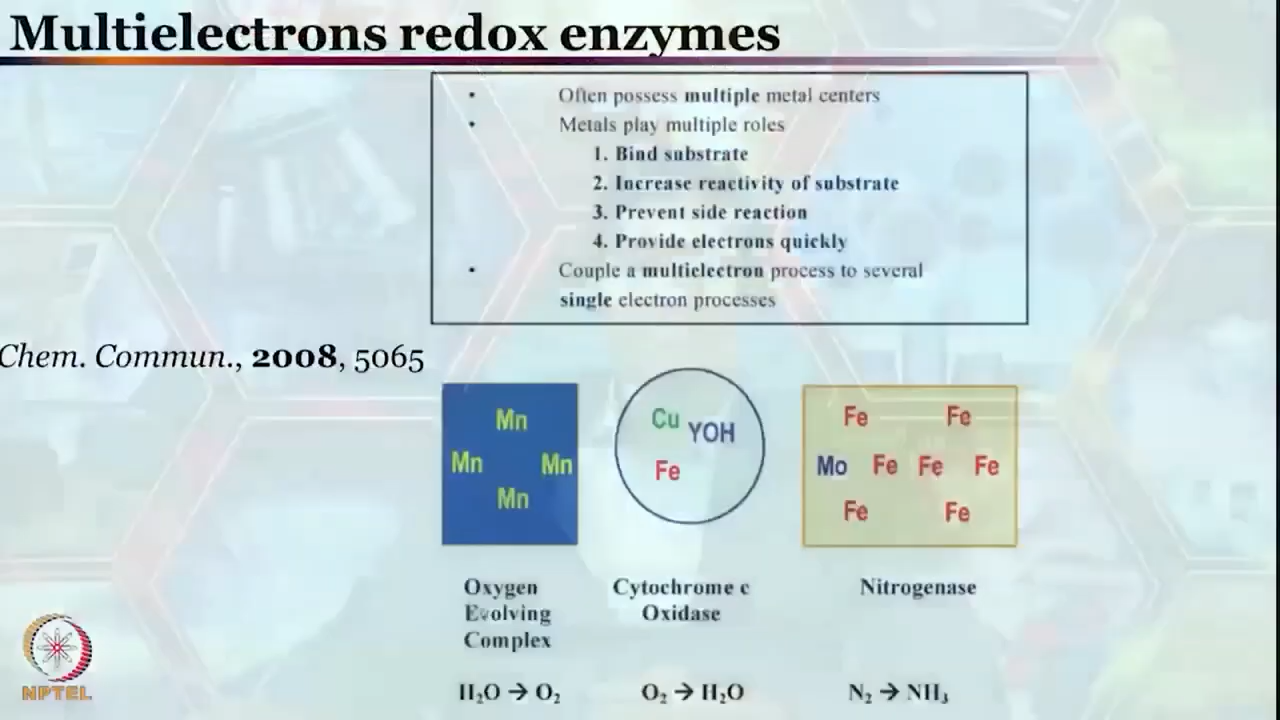 Multielectrons redox enzymes
• Often possess multiple metal centers
• Metals play multiple roles
1. Bind substrate
2. Increase reactivity of substrate
3. Prevent side reaction
4. Provide electrons quickly
• Couple a multielectron process to several
single electron processes
Chem. Commun., 2008, 5065
Mn
Mn Mn
Mn
Cu YOH
Fe
Fe Fe
Mo Fe Fe Fe
Fe Fe
Oxygen
Evolving
Complex
Cytochrome c
Oxidase
Nitrogenase
H₂O → O₂
O₂ → H₂O
N₂ → NH₃
NPTEL